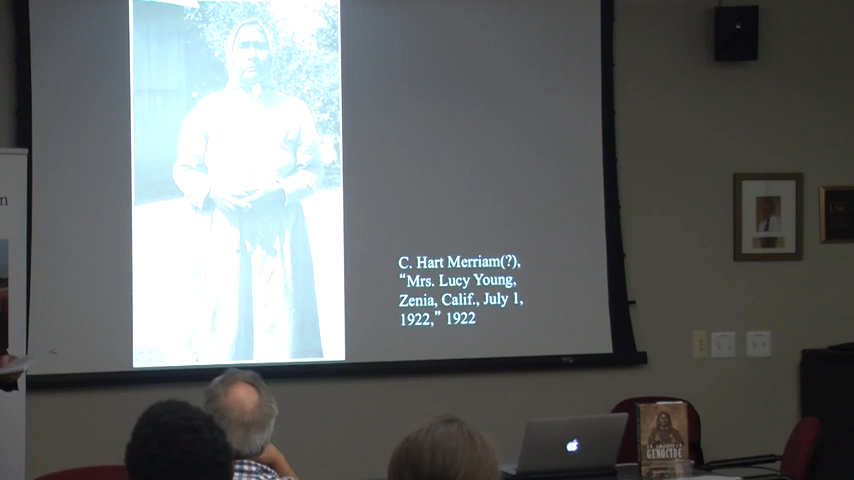 C. Hart Merriam(?),
“Mrs. Lucy Young,
Zenia, Calif., July 1,
1922,” 1922
n
GENOCIDE